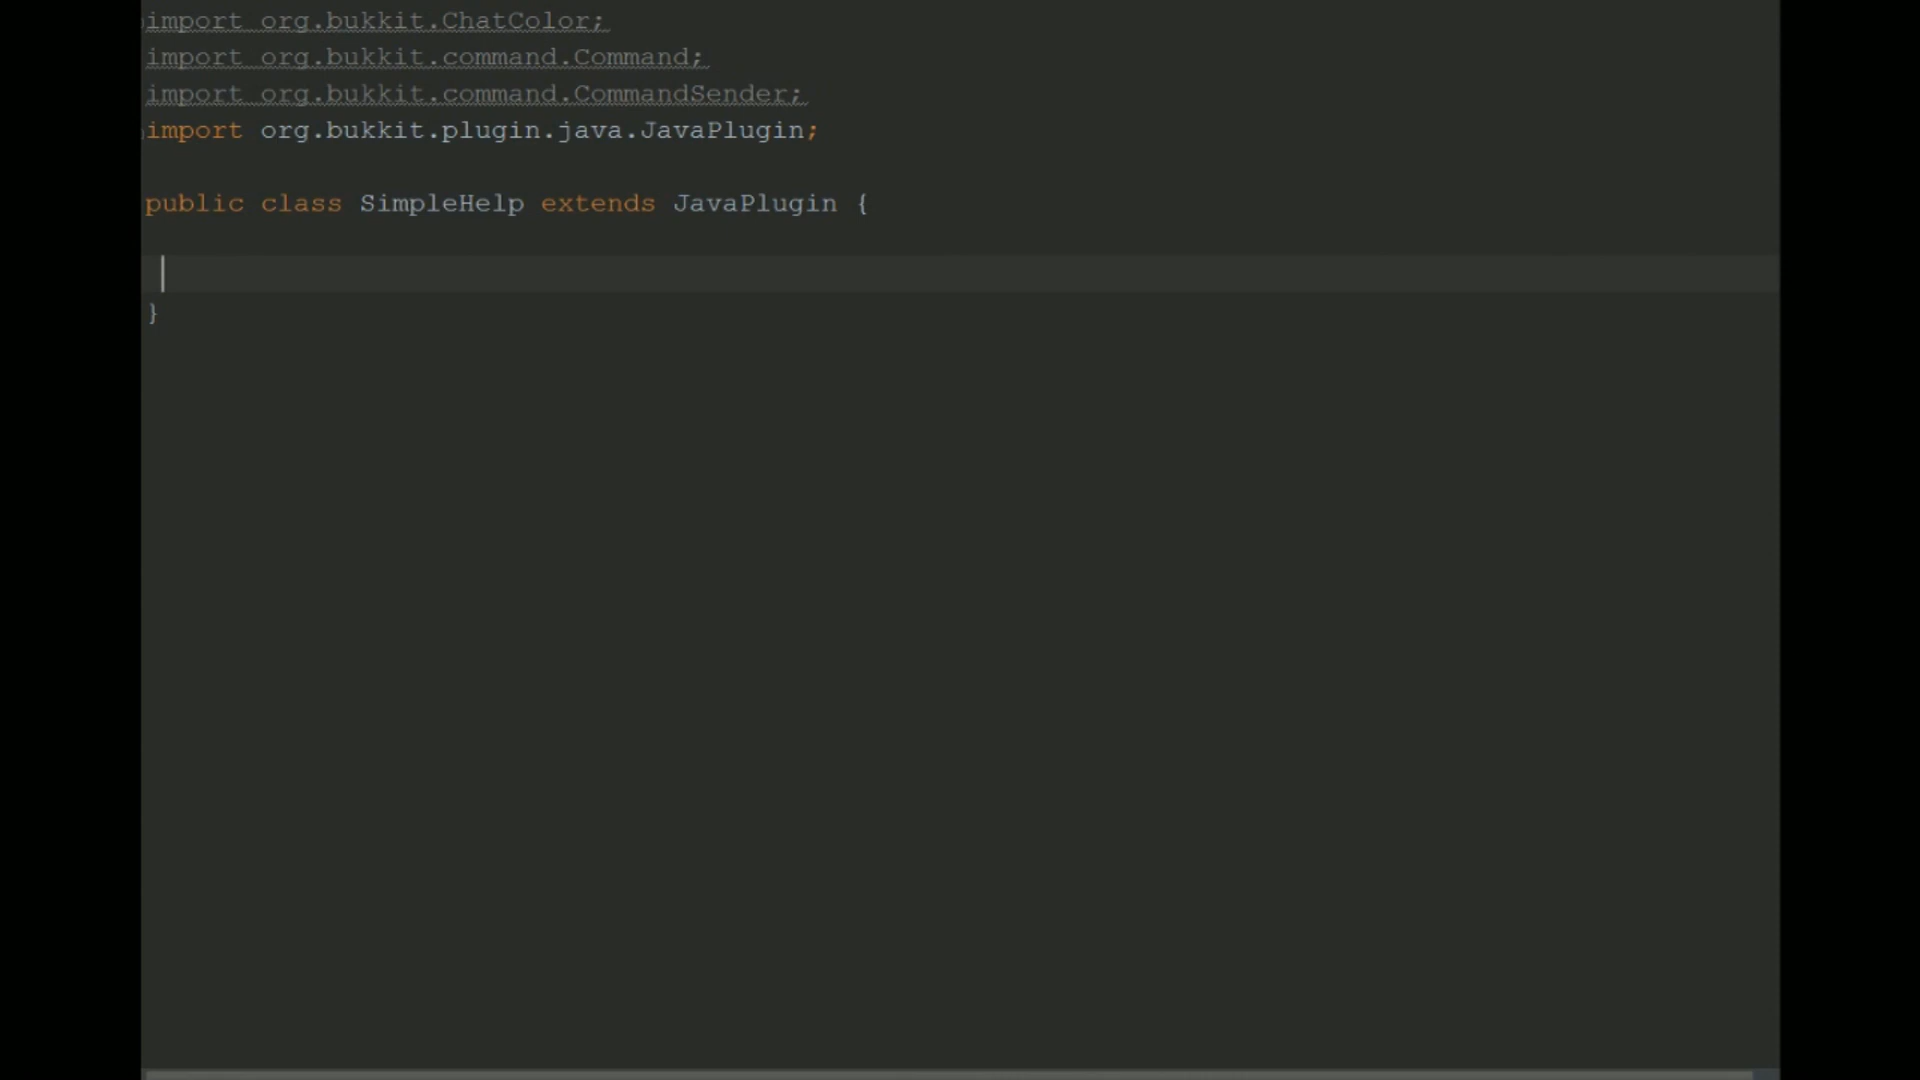 import org.bukkit.ChatColor;
import org.bukkit.command.Command;
import org.bukkit.command.CommandSender;
import org.bukkit.plugin.java.JavaPlugin;
public class SimpleHelp extends JavaPlugin {
}